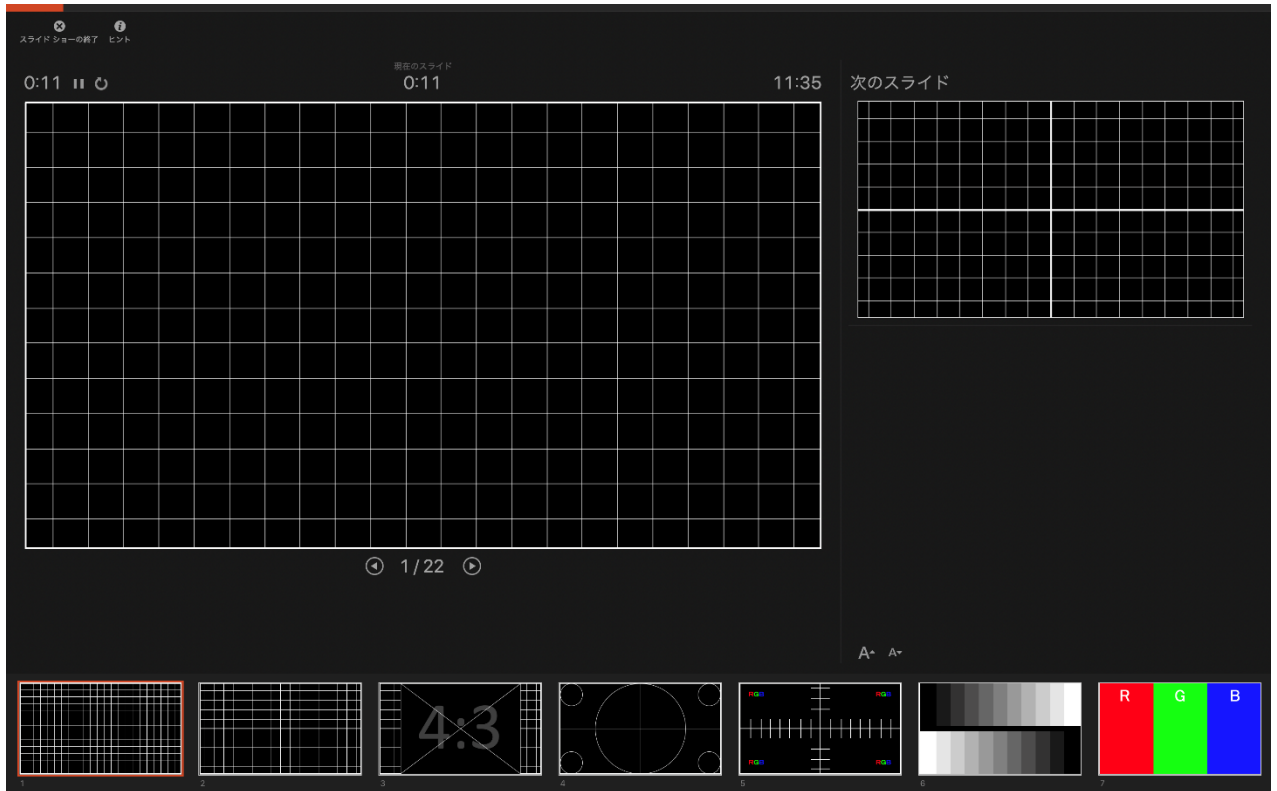 スライド ショーの終了 ヒント
現在のスライド
0:11 0:11 11:35
次のスライド
1/22
A A
4:3
RGB RGB
RGB RGB
R G B
1 2 3 4 5 6 7